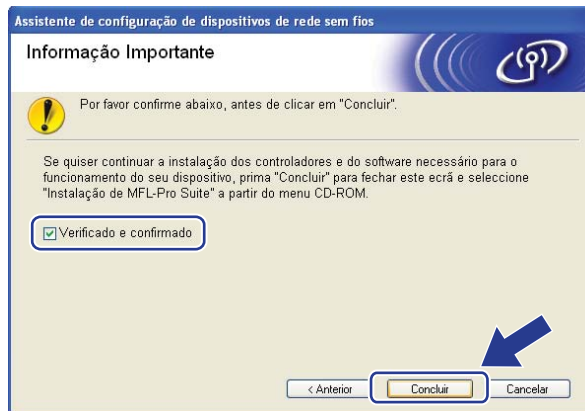 Assistente de configuração de dispositivos de rede sem fios
Informação Importante
Por favor confirme abaixo, antes de clicar em "Concluir".
Se quiser continuar a instalação dos controladores e do software necessário para o
funcionamento do seu dispositivo, prima "Concluir" para fechar este ecrã e seleccione
"Instalação de MFL-Pro Suite" a partir do menu CD-ROM.
Verificado e confirmado
< Anterior
Concluir
Cancelar